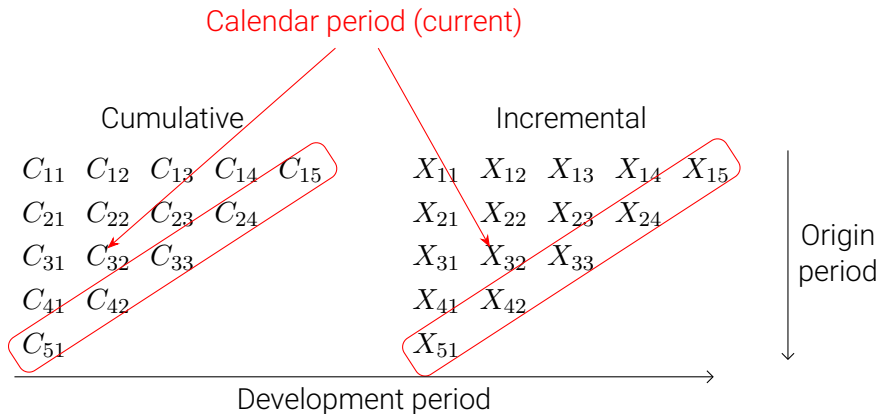 Calendar period (current)
Cumulative Incremental
C₁₁ C₁₂ C₁₃ C₁₄ C₁₅ X₁₁ X₁₂ X₁₃ X₁₄ X₁₅
C₂₁ C₂₂ C₂₃ C₂₄ X₂₁ X₂₂ X₂₃ X₂₄
Origin
C₃₁ C₃₂ C₃₃ X₃₁ X₃₂ X₃₃
period
C₄₁ C₄₂ X₄₁ X₄₂
C₅₁ X₅₁
Development period